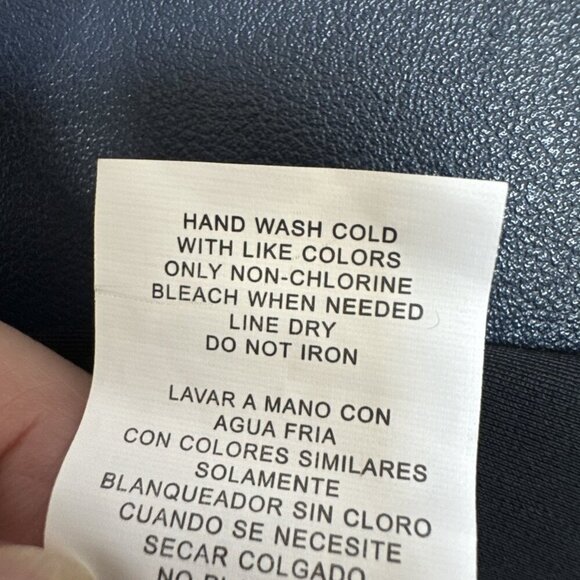 HAND WASH COLD
WITH LIKE COLORS
ONLY NON-CHLORINE
BLEACH WHEN NEEDED
LINE DRY
DO NOT IRON
LAVAR A MANO CON
AGUA FRIA
CON COLORES SIMILARES
SOLAMENTE
BLANQUEADOR SIN CLORO
CUANDO SE NECESITE
SECAR COLGADO
NO